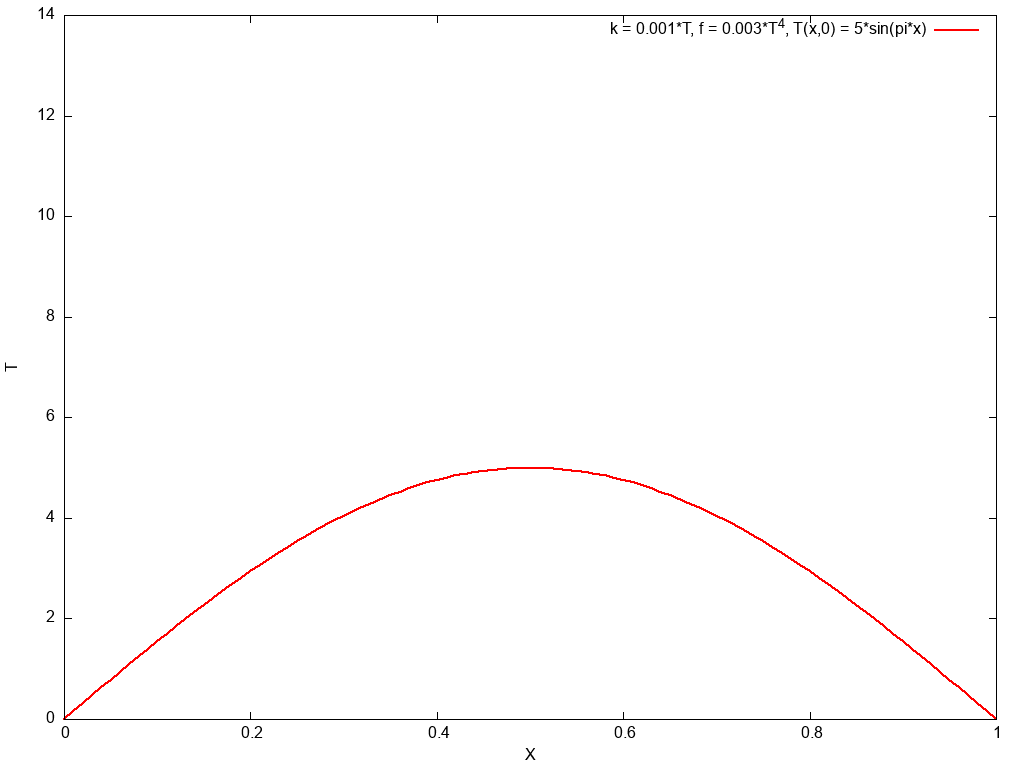 14
k = 0.001*T, f = 0.003*T⁴, T(x,0) = 5*sin(pi*x)
12
10
8
T
6
4
2
0
0 0.2 0.4 0.6 0.8 1
X